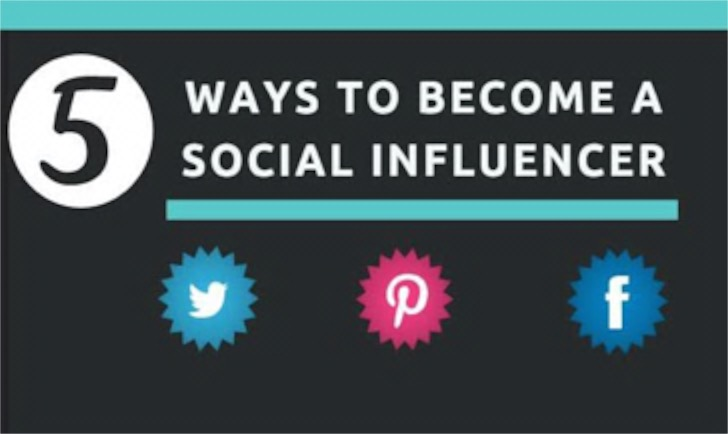 5
WAYS TO BECOME A
SOCIAL INFLUENCER